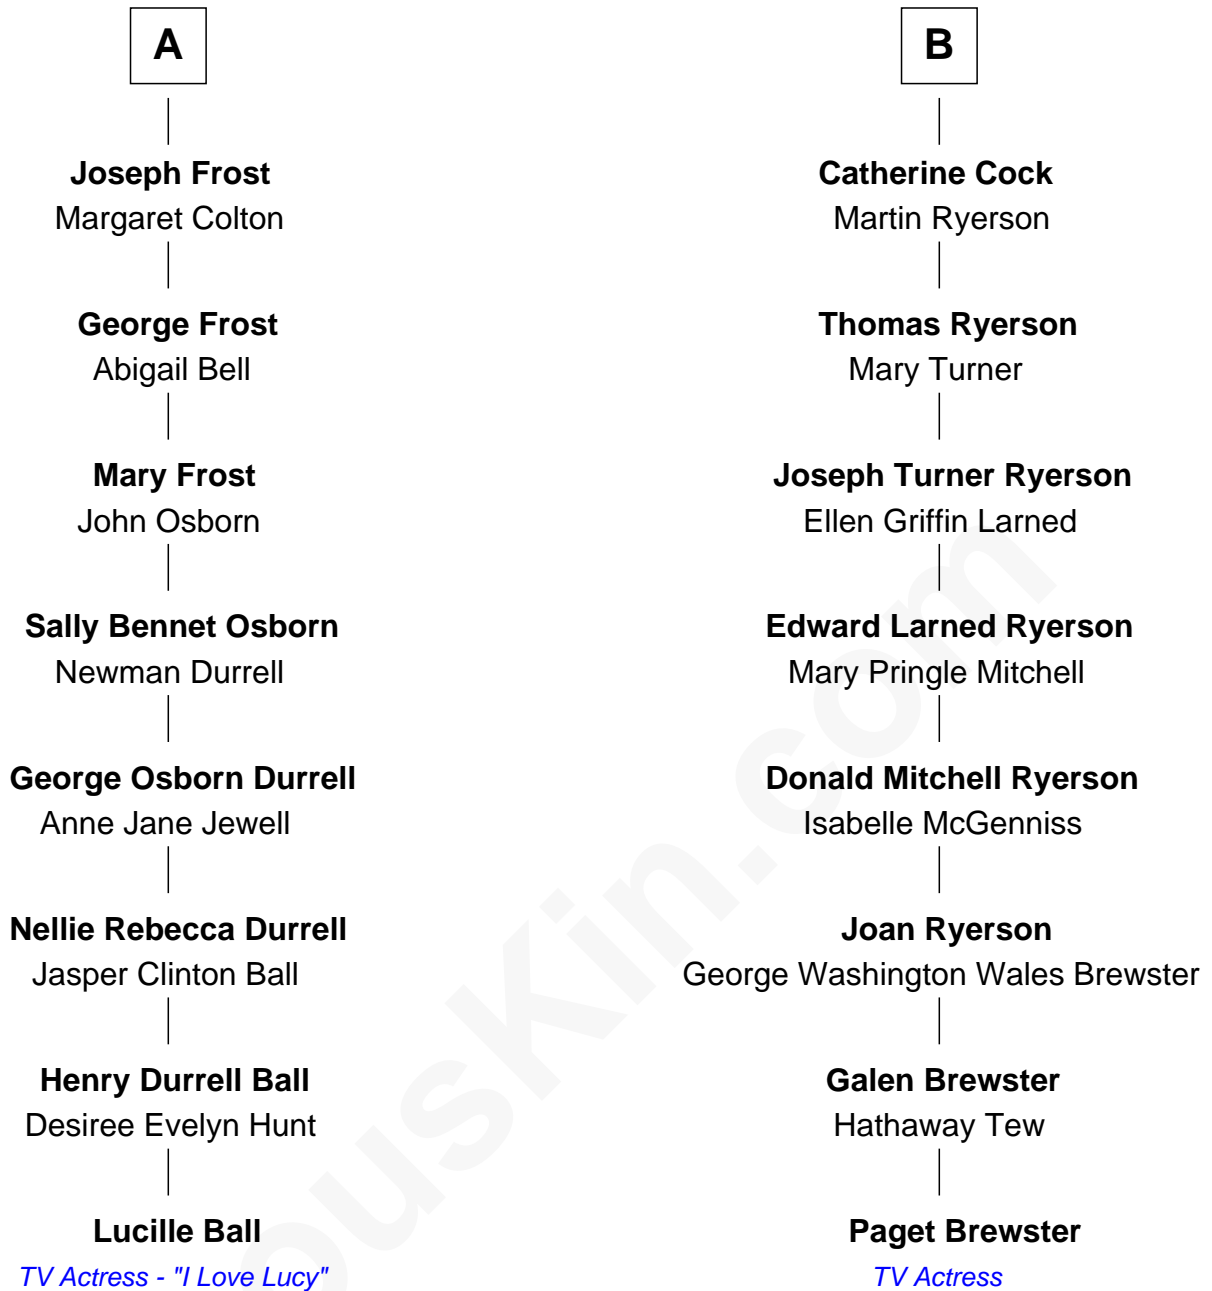 A
Joseph Frost
Margaret Colton
George Frost
Abigail Bell
Mary Frost
John Osborn
Sally Bennet Osborn
Newman Durrell
George Osborn Durrell
Anne Jane Jewell
Nellie Rebecca Durrell
Jasper Clinton Ball
Henry Durrell Ball
Desiree Evelyn Hunt
Lucille Ball
TV Actress - "I Love Lucy"
B
Catherine Cock
Martin Ryerson
Thomas Ryerson
Mary Turner
Joseph Turner Ryerson
Ellen Griffin Larned
Edward Larned Ryerson
Mary Pringle Mitchell
Donald Mitchell Ryerson
Isabelle McGenniss
Joan Ryerson
George Washington Wales Brewster
Galen Brewster
Hathaway Tew
Paget Brewster
TV Actress
ousKin.com